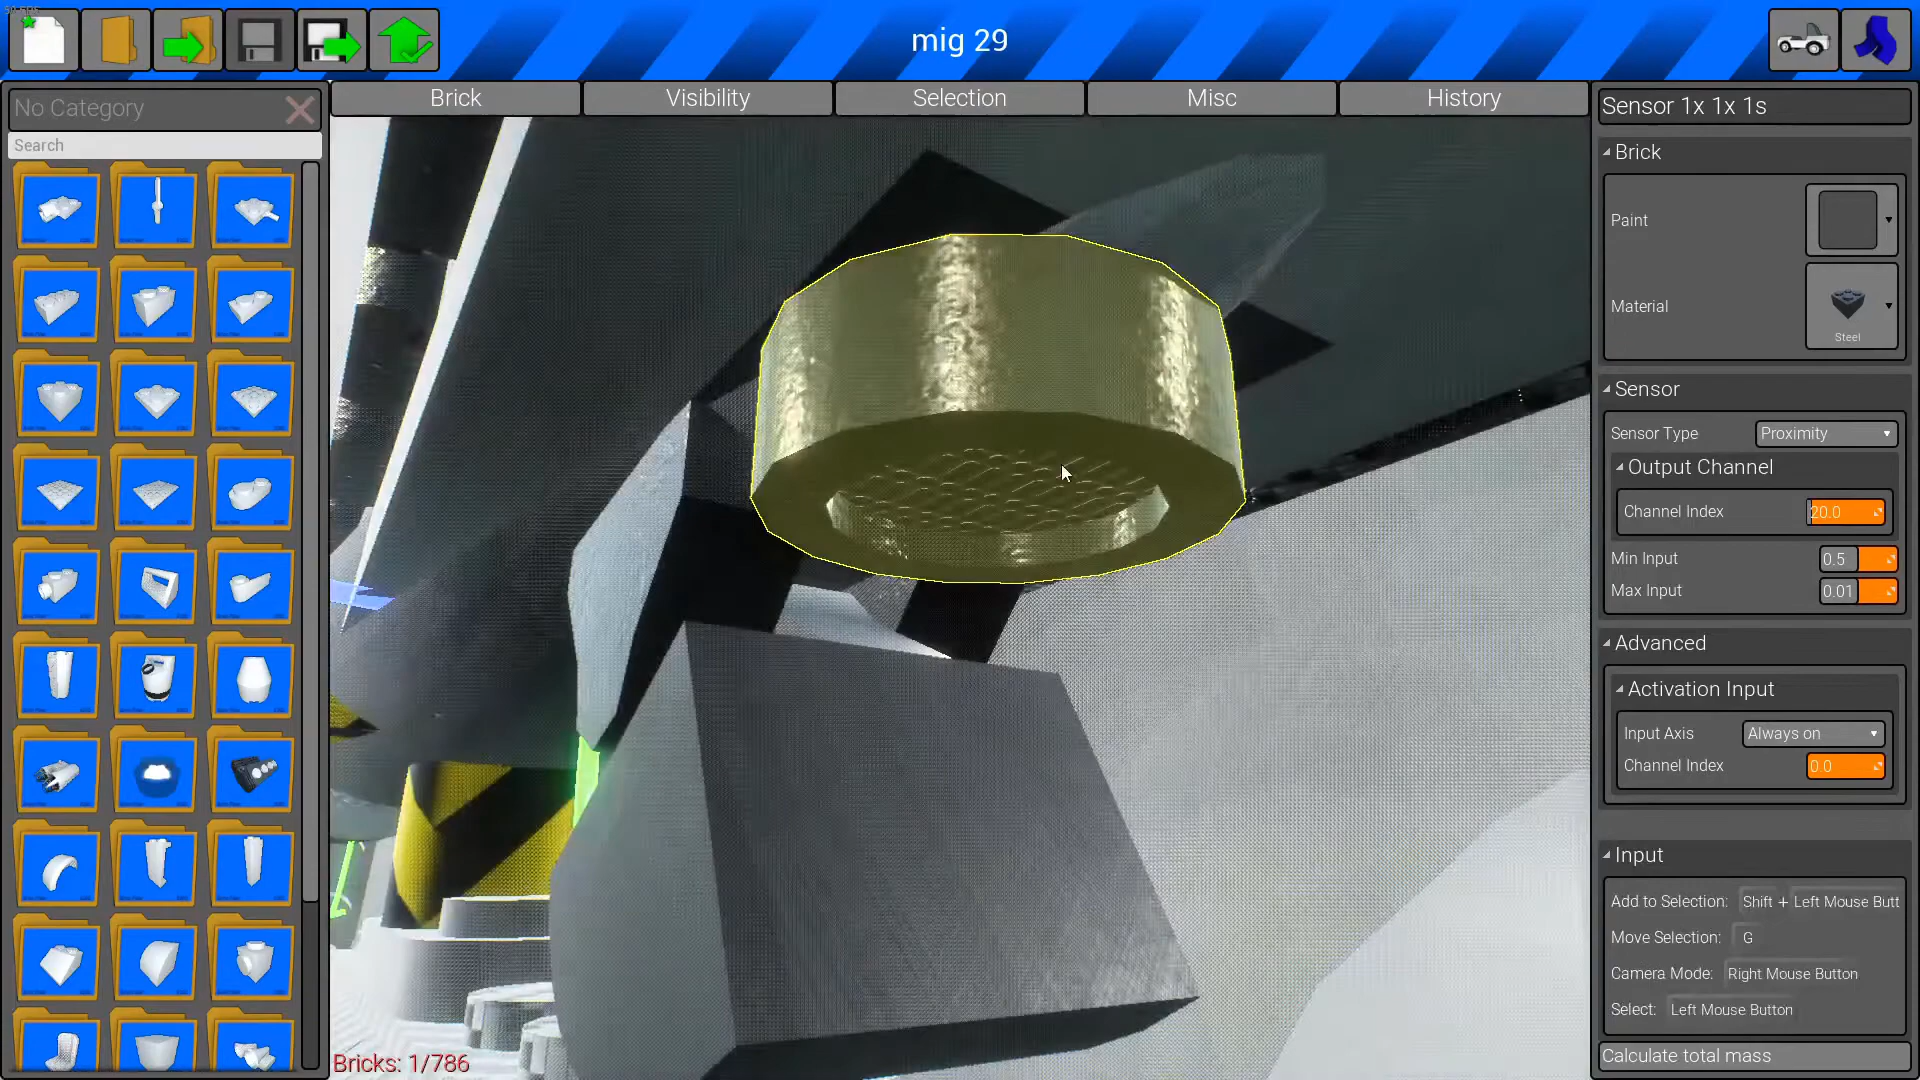 mig 29
No Category
Search
Brick
Visibility
Selection
Misc
History
Sensor 1x 1x 1s
Brick
Paint
Material
Steel
Sensor
Sensor Type
Proximity
Output Channel
Channel Index
20.0
Min Input
0.5
Max Input
0.01
Advanced
Activation Input
Input Axis
Always on
Channel Index
0.0
Input
Add to Selection: Shift + Left Mouse Butt
Move Selection: G
Camera Mode: Right Mouse Button
Select: Left Mouse Button
Calculate total mass
Bricks: 1/786